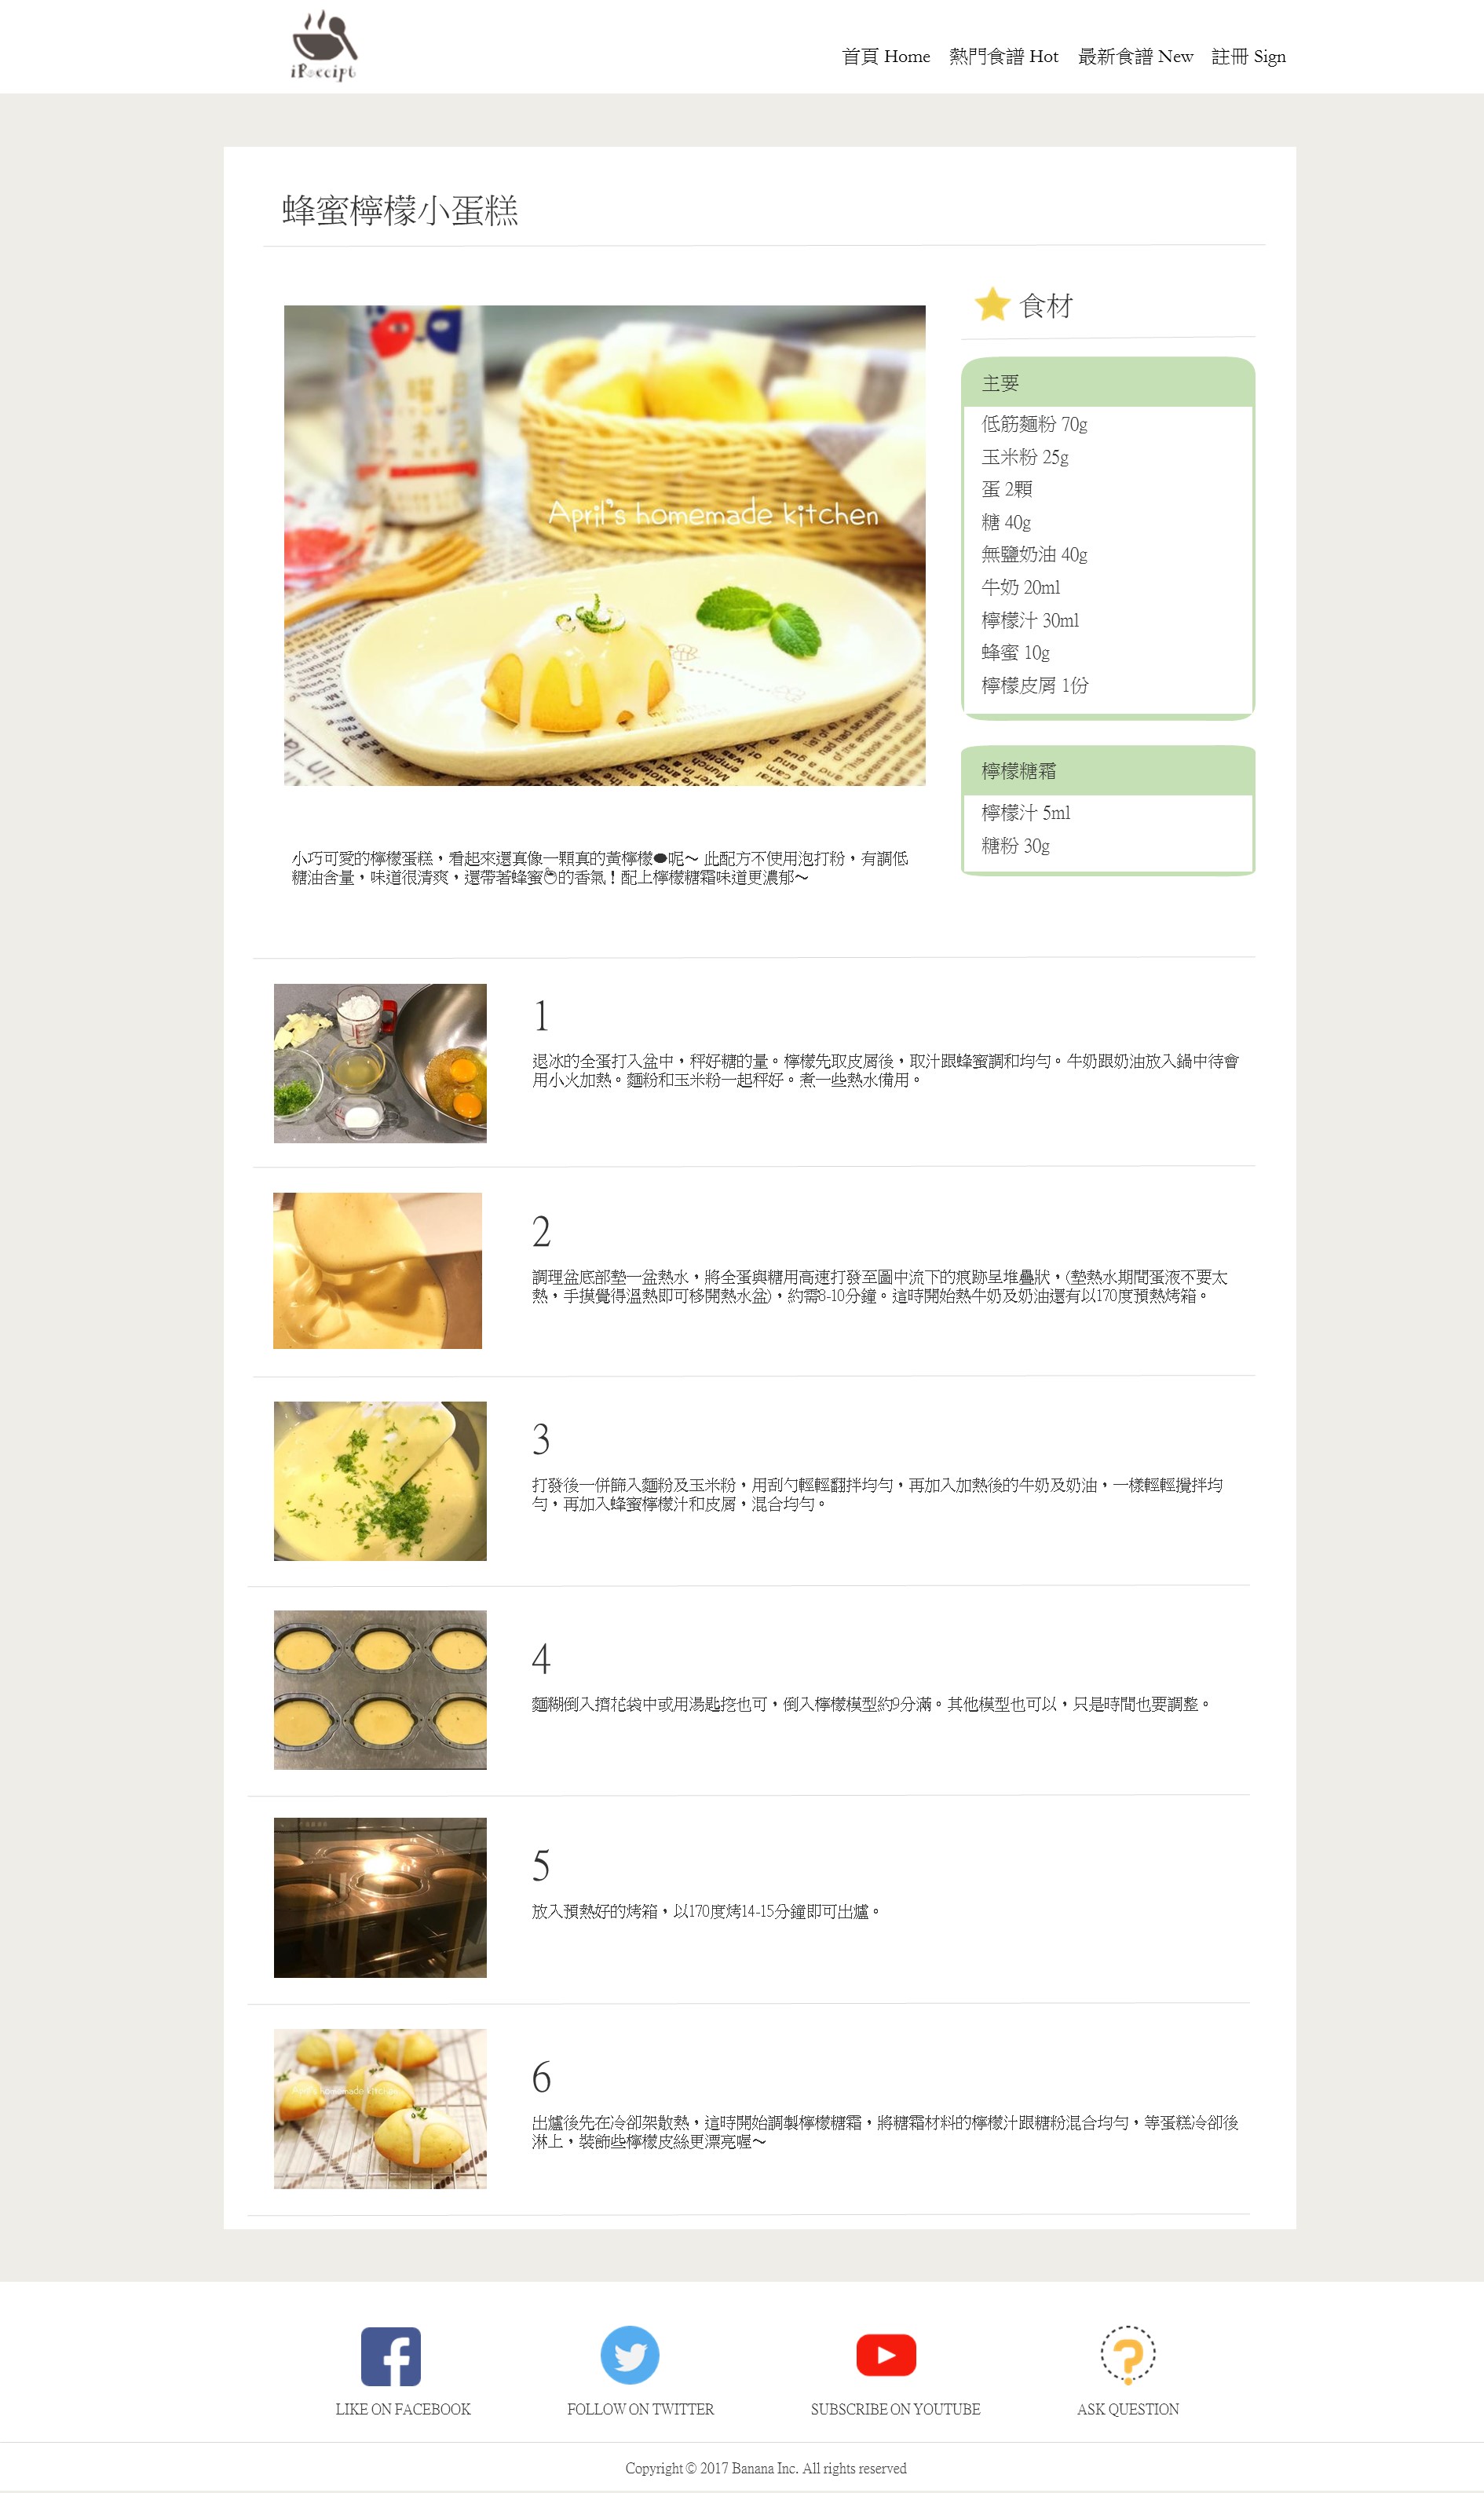 iReceipt
首頁 Home 熱門食譜 Hot 最新食譜 New 註冊 Sign
蜂蜜檸檬小蛋糕
食材
April's homemade kitchen
主要
低筋麵粉 70g
玉米粉 25g
蛋 2顆
糖 40g
無鹽奶油 40g
牛奶 20ml
檸檬汁 30ml
蜂蜜 10g
檸檬皮屑 1份
檸檬糖霜
檸檬汁 5ml
糖粉 30g
小巧可愛的檸檬蛋糕，看起來還真像一顆真的黃檸檬🍋呢～ 此配方不使用泡打粉，有調低
糖油含量，味道很清爽，還帶著蜂蜜🍯的香氣！配上檸檬糖霜味道更濃郁～
1
退冰的全蛋打入盆中，秤好糖的量。檸檬先取皮屑後，取汁跟蜂蜜調和均勻。牛奶跟奶油放入鍋中待會
用小火加熱。麵粉和玉米粉一起秤好。煮一些熱水備用。
2
調理盆底部墊一盆熱水，將全蛋與糖用高速打發至圖中流下的痕跡呈堆疊狀，(墊熱水期間蛋液不要太
熱，手摸覺得溫熱即可移開熱水盆)，約需8-10分鐘。這時開始熱牛奶及奶油還有以170度預熱烤箱。
3
打發後一併篩入麵粉及玉米粉，用刮勺輕輕翻拌均勻，再加入加熱後的牛奶及奶油，一樣輕輕攪拌均
勻，再加入蜂蜜檸檬汁和皮屑，混合均勻。
4
麵糊倒入擠花袋中或用湯匙挖也可，倒入檸檬模型約9分滿。其他模型也可以，只是時間也要調整。
5
放入預熱好的烤箱，以170度烤14-15分鐘即可出爐。
April's homemade kitchen
6
出爐後先在冷卻架散熱，這時開始調製檸檬糖霜，將糖霜材料的檸檬汁跟糖粉混合均勻，等蛋糕冷卻後
淋上，裝飾些檸檬皮絲更漂亮喔～
LIKE ON FACEBOOK FOLLOW ON TWITTER SUBSCRIBE ON YOUTUBE ASK QUESTION
Copyright © 2017 Banana Inc. All rights reserved